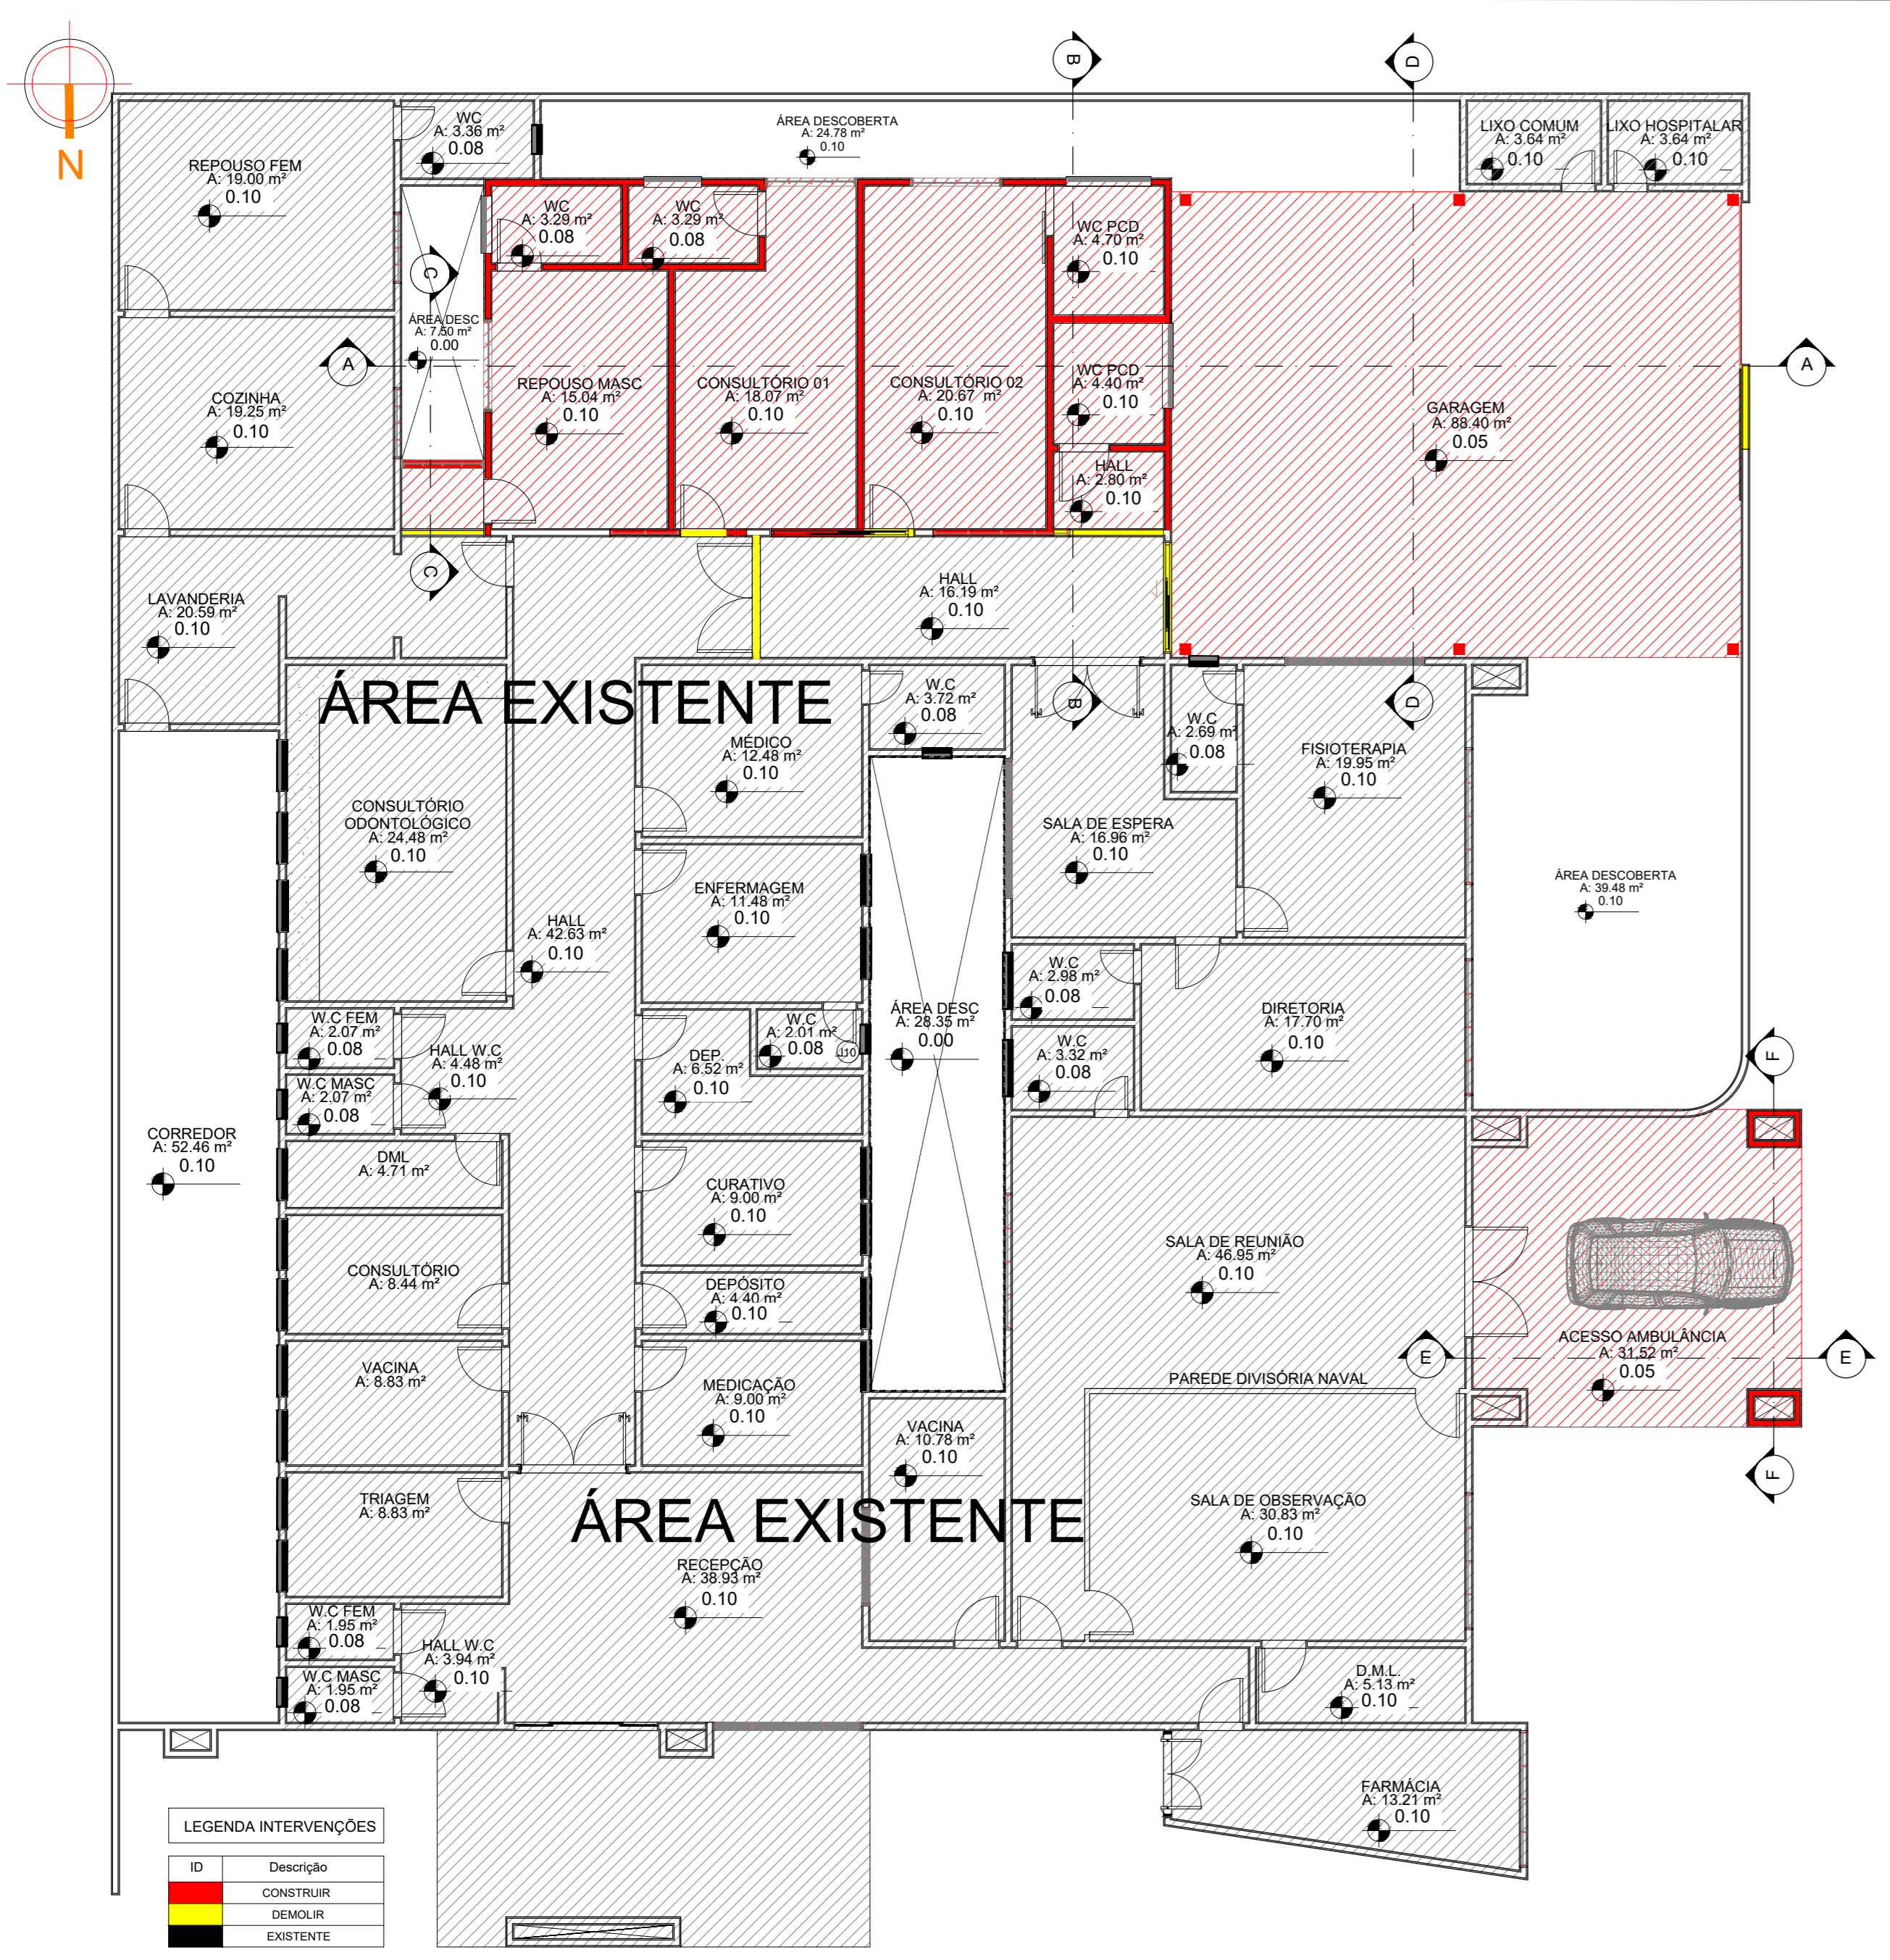 B
D
N
WC
A: 3.36 m²
0.08
ÁREA DESCOBERTA
A: 24.78 m²
0.10
LIXO COMUM
A: 3.64 m²
0.10
LIXO HOSPITALAR
A: 3.64 m²
0.10
REPOUSO FEM
A: 19.00 m²
0.10
WC
A: 3.29 m²
0.08
WC
A: 3.29 m²
0.08
WC PCD
A: 4.70 m²
0.10
C
ÁREA DESC
A: 7.50 m²
0.00
A
A
COZINHA
A: 19.25 m²
0.10
REPOUSO MASC
A: 15.04 m²
0.10
CONSULTÓRIO 01
A: 18.07 m²
0.10
CONSULTÓRIO 02
A: 20.67 m²
0.10
WC PCD
A: 4.40 m²
0.10
GARAGEM
A: 88.40 m²
0.05
HALL
A: 2.80 m²
0.10
C
LAVANDERIA
A: 20.59 m²
0.10
HALL
A: 16.19 m²
0.10
ÁREA EXISTENTE
W.C
A: 3.72 m²
0.08
B
D
W.C
A: 2.69 m²
0.08
MÉDICO
A: 12.48 m²
0.10
FISIOTERAPIA
A: 19.95 m²
0.10
CONSULTÓRIO
ODONTOLÓGICO
A: 24.48 m²
0.10
SALA DE ESPERA
A: 16.96 m²
0.10
ENFERMAGEM
A: 11.48 m²
0.10
ÁREA DESCOBERTA
A: 39.48 m²
0.10
HALL
A: 42.63 m²
0.10
W.C
A: 2.98 m²
0.08
W.C FEM
A: 2.07 m²
0.08
HALL W.C
A: 4.48 m²
0.10
W.C
A: 2.01 m²
0.08
J10
DEP.
A: 6.52 m²
0.10
ÁREA DESC
A: 28.35 m²
0.00
W.C
A: 3.32 m²
0.08
DIRETORIA
A: 17.70 m²
0.10
F
W.C MASC
A: 2.07 m²
0.08
CORREDOR
A: 52.46 m²
0.10
DML
A: 4.71 m²
CURATIVO
A: 9.00 m²
0.10
SALA DE REUNIÃO
A: 46.95 m²
0.10
CONSULTÓRIO
A: 8.44 m²
DEPÓSITO
A: 4.40 m²
0.10
ACESSO AMBULÂNCIA
A: 31.52 m²
0.05
E
E
VACINA
A: 8.83 m²
MEDICAÇÃO
A: 9.00 m²
0.10
PAREDE DIVISÓRIA NAVAL
VACINA
A: 10.78 m²
0.10
F
TRIAGEM
A: 8.83 m²
ÁREA EXISTENTE
SALA DE OBSERVAÇÃO
A: 30.83 m²
0.10
RECEPÇÃO
A: 38.93 m²
0.10
W.C FEM
A: 1.95 m²
0.08
HALL W.C
A: 3.94 m²
0.10
W.C MASC
A: 1.95 m²
0.08
D.M.L.
A: 5.13 m²
0.10
FARMÁCIA
A: 13.21 m²
0.10
LEGENDA INTERVENÇÕES
ID Descrição
CONSTRUIR
DEMOLIR
EXISTENTE